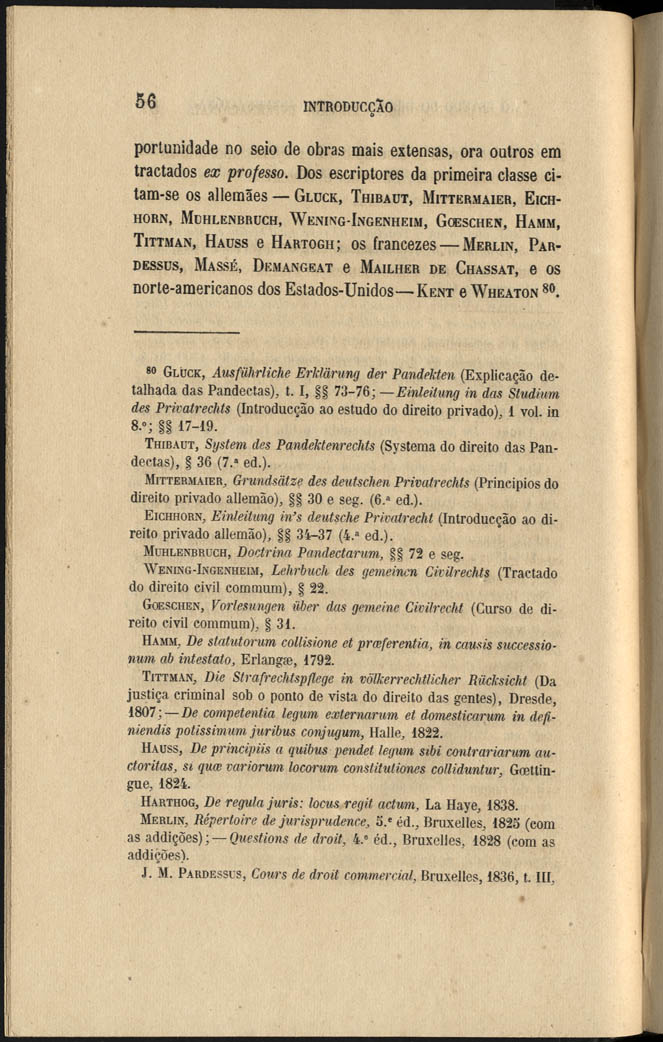 56
INTRODUCÇÃO
portunidade no seio de obras mais extensas, ora outros em
tractados ex professo. Dos escriptores da primeira classe ci-
tam-se os allemães — GLUCK, THIBAUT, MITTERMAIER, EICH-
HORN, MUHLENBRUCH, WENING-INGENHEIM, GŒSCHEN, HAMM,
TITTMAN, HAUSS e HARTOGH; os francezes — MERLIN, PAR-
DESSUS, MASSÉ, DEMANGEAT e MAILHER DE CHASSAT, e os
norte-americanos dos Estados-Unidos — KENT e WHEATON 80.
80 GLUCK, Ausführliche Erklärung der Pandekten (Explicação de-
talhada das Pandectas), t. I, §§ 73-76; — Einleitung in das Studium
des Privatrechts (Introducção ao estudo do direito privado), 1 vol. in
8.º; §§ 17-19.
THIBAUT, System des Pandektenrechts (Systema do direito das Pan-
dectas), § 36 (7.ª ed.).
MITTERMAIER, Grundsätze des deutschen Privatrechts (Principios do
direito privado allemão), §§ 30 e seg. (6.ª ed.).
EICHHORN, Einleitung in's deutsche Privatrecht (Introducção ao di-
reito privado allemão), §§ 34-37 (4.ª ed.).
MUHLENBRUCH, Doctrina Pandectarum, §§ 72 e seg.
WENING-INGENHEIM, Lehrbuch des gemeinen Civilrechts (Tractado
do direito civil commum), § 22.
GOESCHEN, Vorlesungen über das gemeine Civilrecht (Curso de di-
reito civil commum), § 31.
HAMM, De statutorum collisione et præferentia, in causis successio-
num ab intestato, Erlangæ, 1792.
TITTMAN, Die Strafrechtspflege in völkerrechtlicher Rücksicht (Da
justiça criminal sob o ponto de vista do direito das gentes), Dresde,
1807; — De competentia legum externarum et domesticarum in defi-
niendis potissimum juribus conjugum, Halle, 1822.
HAUSS, De principiis a quibus pendet legum sibi contrariarum au-
ctoritas, si quæ variorum locorum constitutiones colliduntur, Gœttin-
gue, 1824.
HARTHOG, De regula juris: locus regit actum, La Haye, 1838.
MERLIN, Répertoire de jurisprudence, 5.e éd., Bruxelles, 1825 (com
as addições); — Questions de droit, 4.e éd., Bruxelles, 1828 (com as
addições).
J. M. PARDESSUS, Cours de droit commercial, Bruxelles, 1836, t. III,